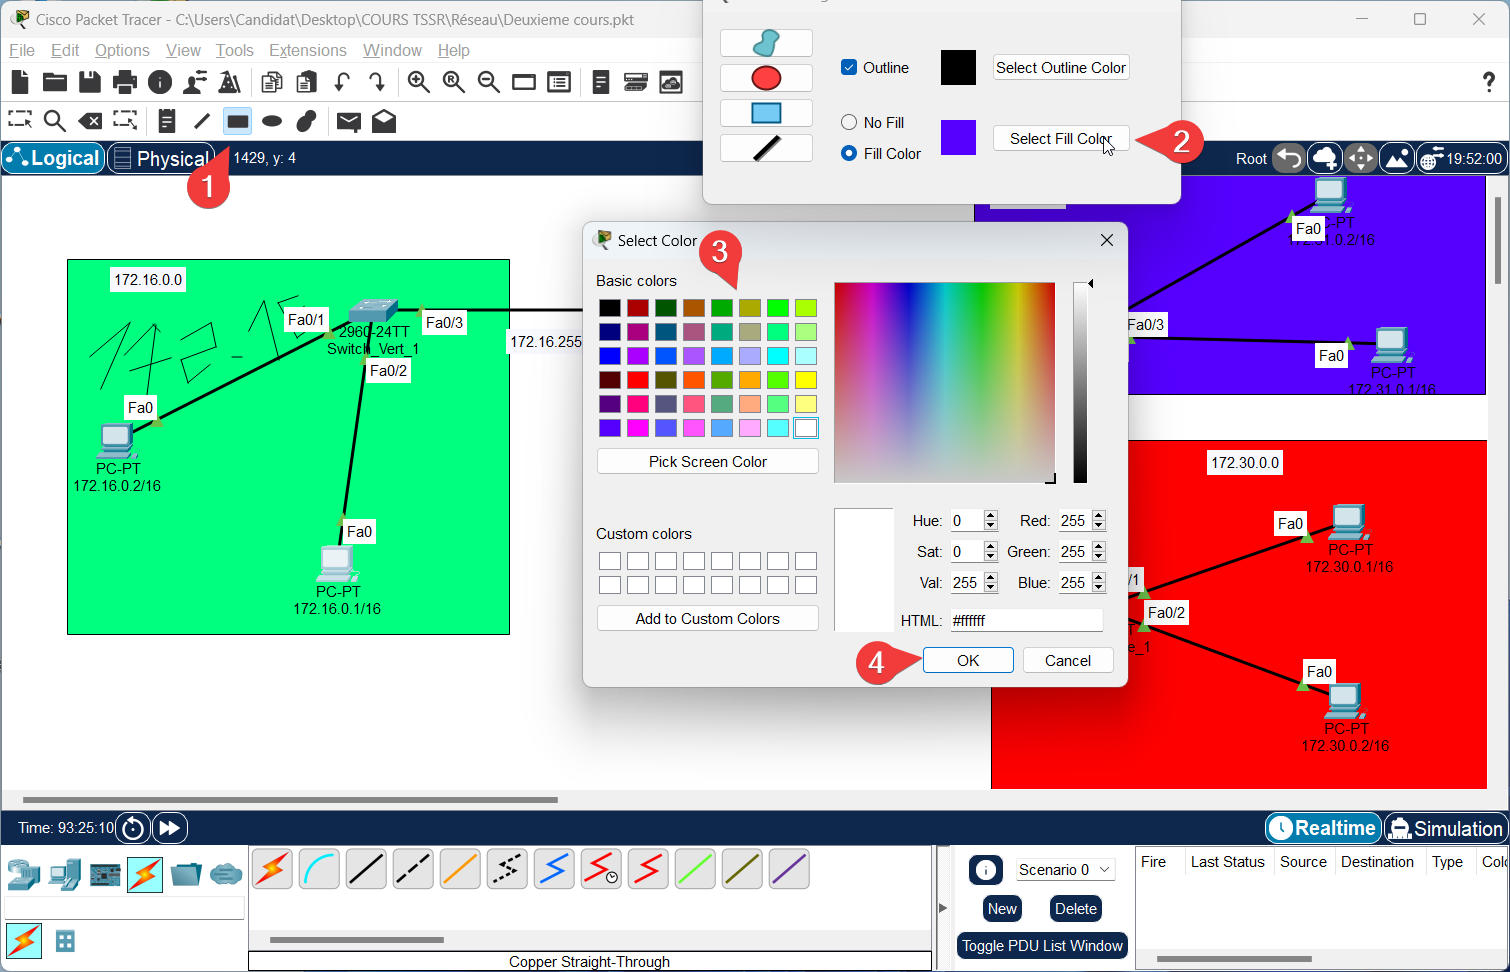 Cisco Packet Tracer - C:\Users\Candidat\Desktop\COURS TSSR\Réseau\Deuxieme cours.pkt
File Edit Options View Tools Extensions Window Help
Outline
Select Outline Color
No Fill
Fill Color
Select Fill Color
2
Logical
Physical
1429, y: 4
Root
19:52:00
1
172.16.0.0
Fa0/1
Fa0/3
2960-24TT
Switch_Vert_1
Fa0/2
172.16.255
Fa0
PC-PT
172.16.0.2/16
Fa0
PC-PT
172.16.0.1/16
Select Color
3
Basic colors
Pick Screen Color
Custom colors
Add to Custom Colors
Hue: 0
Red: 255
Sat: 0
Green: 255
Val: 255
Blue: 255
HTML: #ffffff
4
OK
Cancel
Fa0
172.31.0.2/16
Fa0/3
Fa0
PC-PT
172.31.0.1/16
172.30.0.0
Fa0
PC-PT
172.30.0.1/16
/1
Fa0/2
e_1
Fa0
PC-PT
172.30.0.2/16
Time: 93:25:10
Realtime
Simulation
Scenario 0
New
Delete
Toggle PDU List Window
Fire Last Status Source Destination Type
Copper Straight-Through